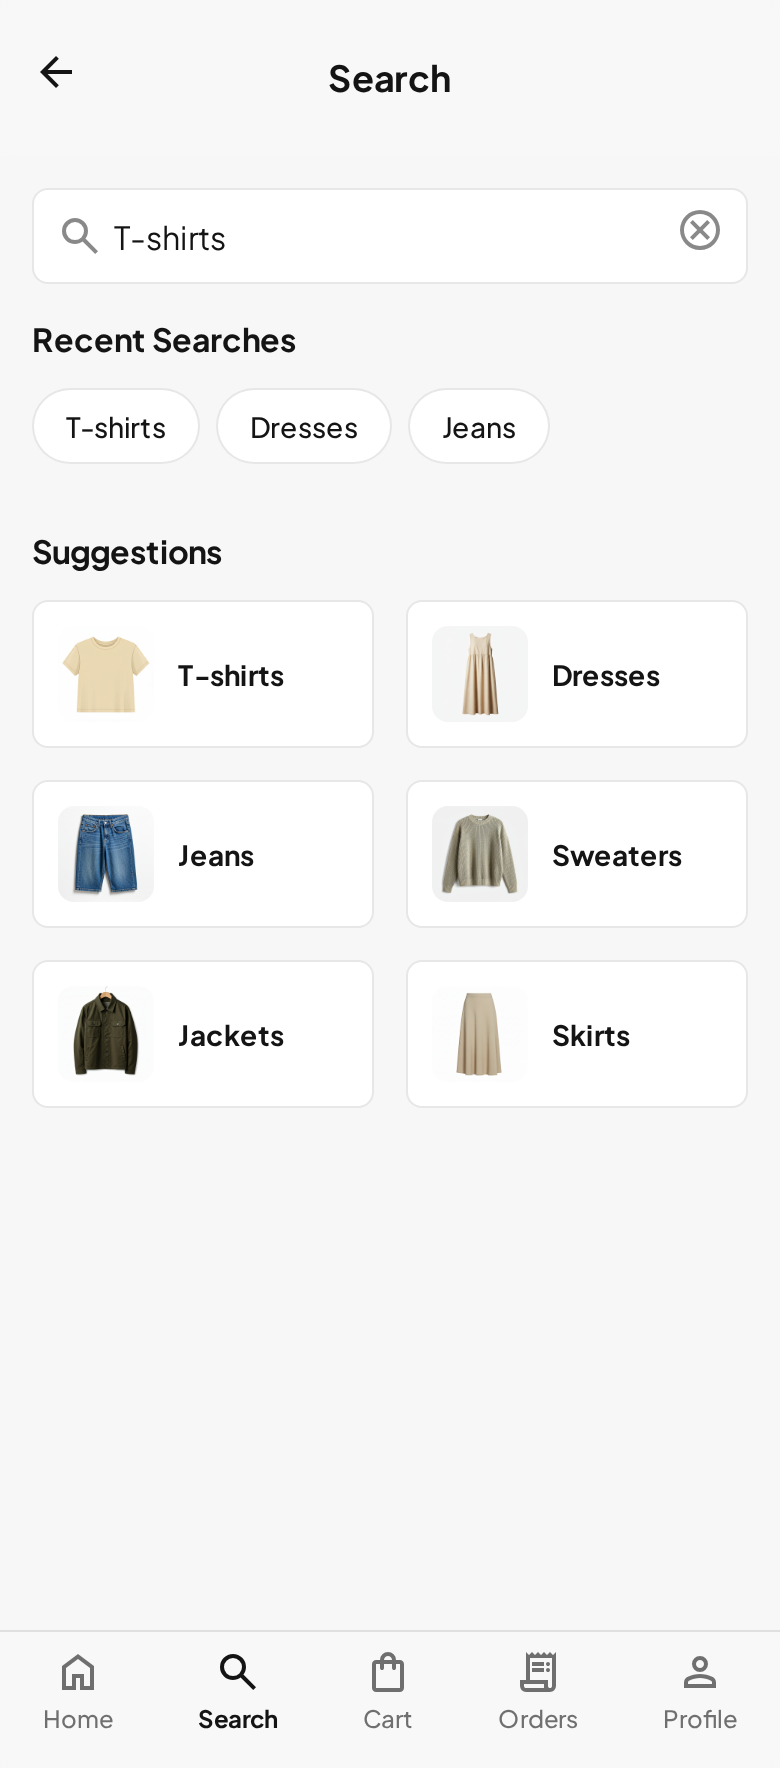 Search
T-shirts
Recent Searches
T-shirts Dresses Jeans
Suggestions
T-shirts Dresses
Jeans Sweaters
Jackets Skirts
Home Search Cart Orders Profile